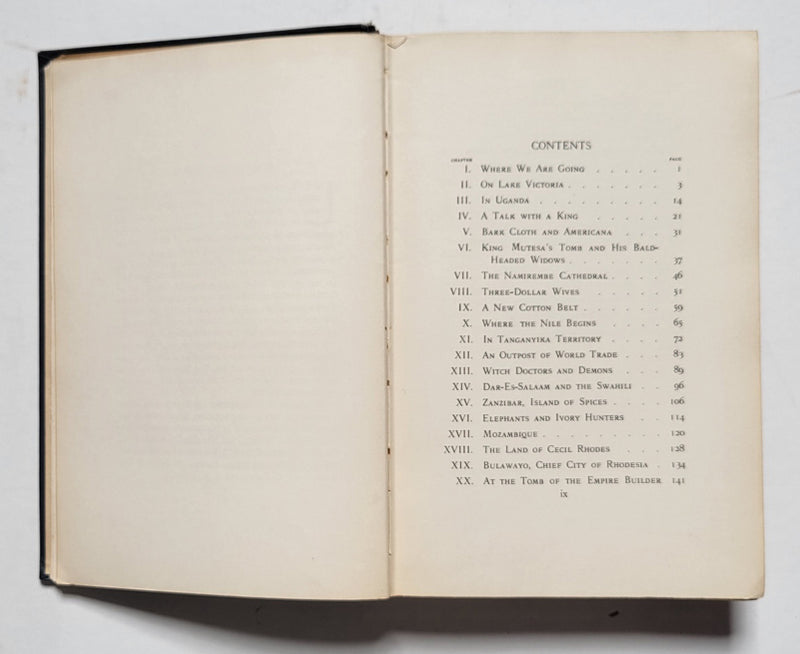 CONTENTS
CHAPTER PAGE
I. Where We Are Going . . . . . 1
II. On Lake Victoria . . . . . . . 3
III. In Uganda . . . . . . . . . 14
IV. A Talk with a King . . . . . 21
V. Bark Cloth and Americana . . . 31
VI. King Mutesa's Tomb and His Bald-
Headed Widows . . . . . . . 37
VII. The Namirembe Cathedral . . . . 46
VIII. Three-Dollar Wives . . . . . 51
IX. A New Cotton Belt . . . . . . 59
X. Where the Nile Begins . . . . 65
XI. In Tanganyika Territory . . . . 72
XII. An Outpost of World Trade . . . 83
XIII. Witch Doctors and Demons . . . 89
XIV. Dar-Es-Salaam and the Swahili . . 96
XV. Zanzibar, Island of Spices . . . . 106
XVI. Elephants and Ivory Hunters . . 114
XVII. Mozambique . . . . . . . . . 120
XVIII. The Land of Cecil Rhodes . . . 128
XIX. Bulawayo, Chief City of Rhodesia . 134
XX. At the Tomb of the Empire Builder 141
ix